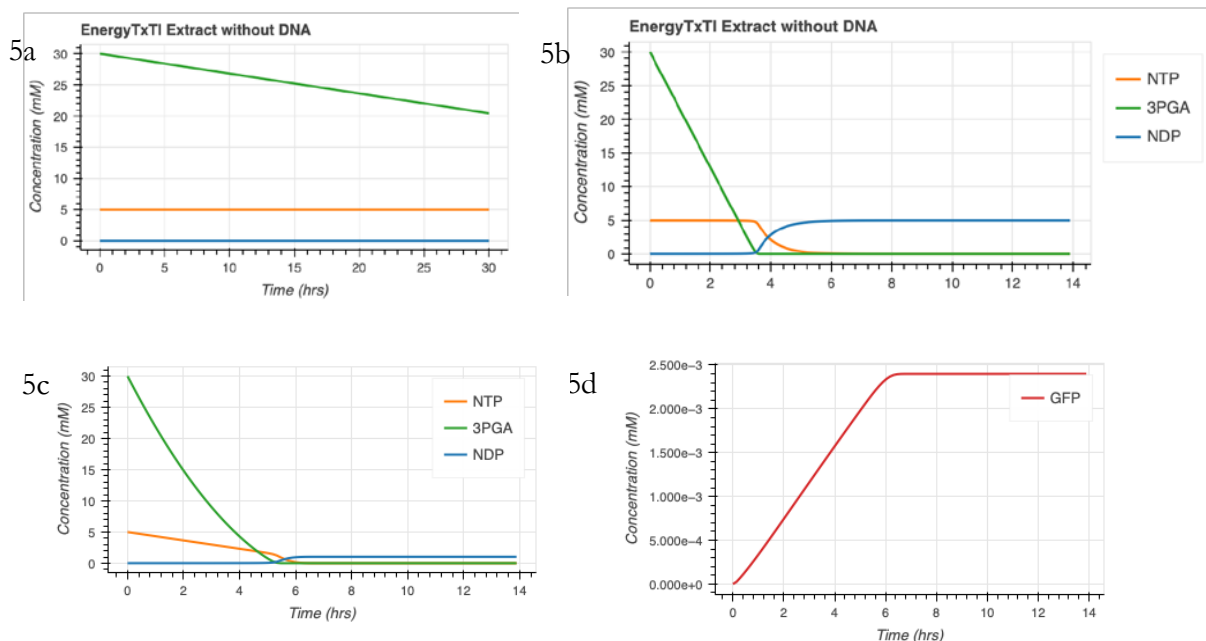 5a
EnergyTxTl Extract without DNA
30
25
20
15
10
5
0
Concentration (mM)
0 5 10 15 20 25 30
Time (hrs)
5b
EnergyTxTl Extract without DNA
30
25
20
15
10
5
0
Concentration (mM)
0 2 4 6 8 10 12 14
Time (hrs)
NTP
3PGA
NDP
5c
30
25
20
15
10
5
0
Concentration (mM)
0 2 4 6 8 10 12 14
Time (hrs)
NTP
3PGA
NDP
5d
2.500e−3
2.000e−3
1.500e−3
1.000e−3
5.000e−4
0.000e+0
Concentration (mM)
0 2 4 6 8 10 12 14
Time (hrs)
GFP